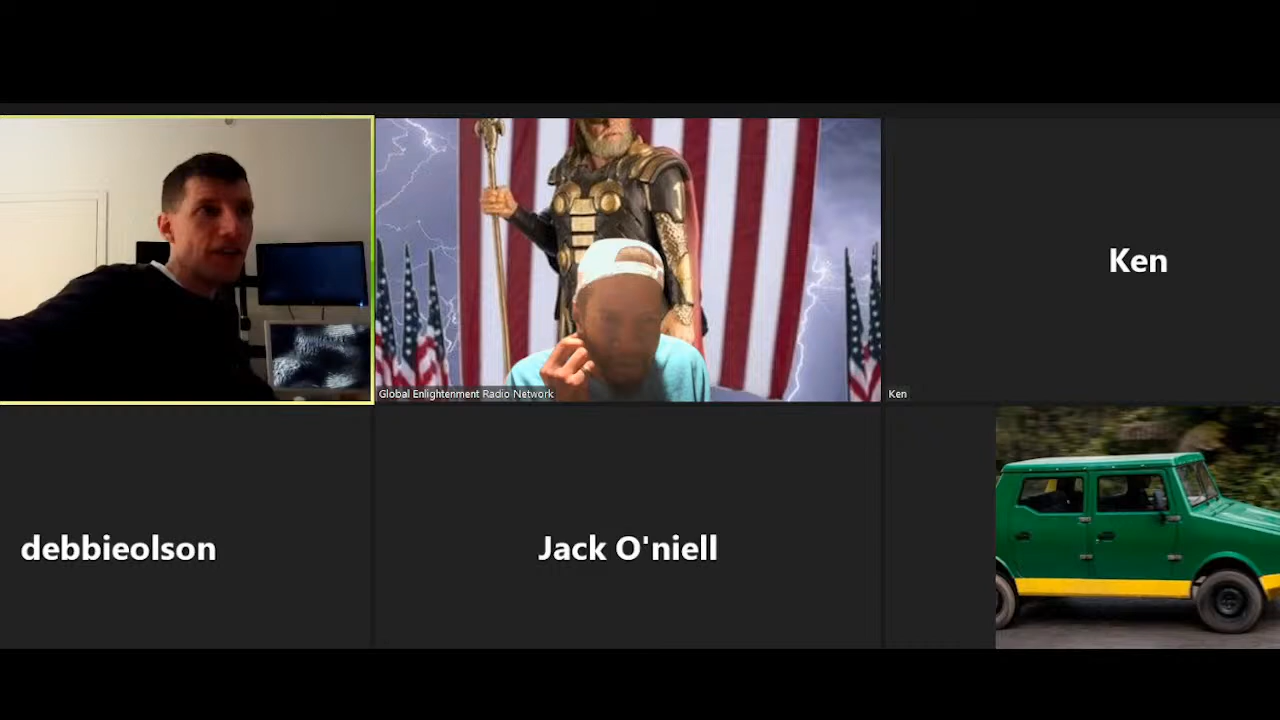 Ken
Global Enlightenment Radio Network
Ken
debbieolson
Jack O'niell